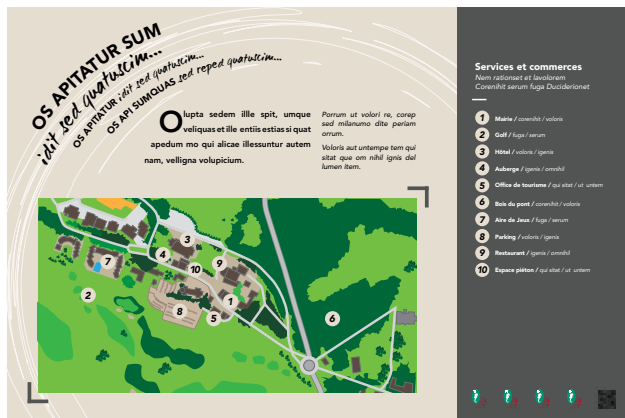 OS APITATUR SUM
idit sed quatuscim...
OS APITATUR idit sed quatuscim...
OS API SUMQUAS sed reped quatuscim...
Olupta sedem illle spit, umque
veliquas et ille entiis estias si quat
apedum mo qui alicae illessuntur autem
nam, velligna volupicium.
Porrum ut volori re, corep
sed milanumo dite periam
orrum.
Voloris aut untempe tem qui
sitat que om nihil ignis del
lumen item.
3
4
7
9
10
2
1
8
5
6
Services et commerces
Nem rationset et lavolorem
Corenihit serum fuga Duciderionet
1 Mairie / corenihit / voloris
2 Golf / fuga / serum
3 Hôtel / voloris / igenis
4 Auberge / igenis / omnihil
5 Office de tourisme / qui sitat / ut untem
6 Bois du pont / corenihit / voloris
7 Aire de Jeux / fuga / serum
8 Parking / voloris / igenis
9 Restaurant / igenis / omnihil
10 Espace piéton / qui sitat / ut untem